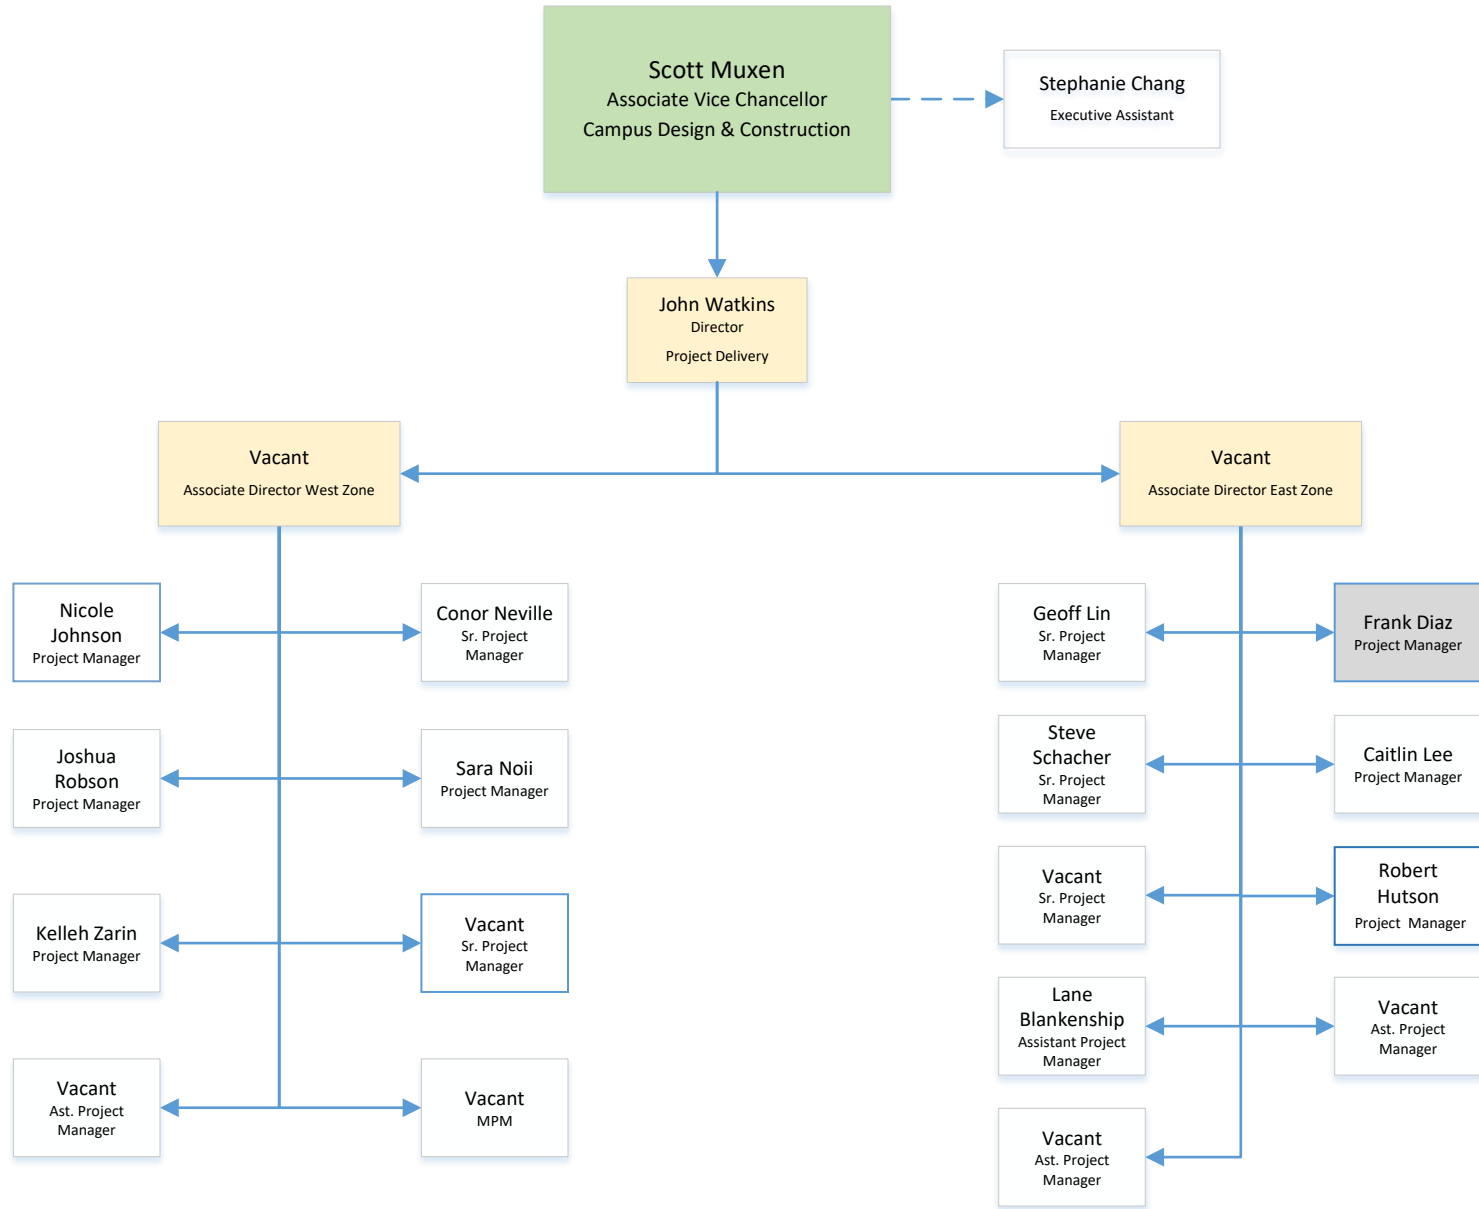 Scott Muxen
Associate Vice Chancellor
Campus Design & Construction
Stephanie Chang
Executive Assistant
John Watkins
Director
Project Delivery
Vacant
Associate Director West Zone
Vacant
Associate Director East Zone
Nicole
Johnson
Project Manager
Conor Neville
Sr. Project
Manager
Joshua
Robson
Project Manager
Sara Noii
Project Manager
Kelleh Zarin
Project Manager
Vacant
Sr. Project
Manager
Vacant
Ast. Project
Manager
Vacant
MPM
Geoff Lin
Sr. Project
Manager
Frank Diaz
Project Manager
Steve
Schacher
Sr. Project
Manager
Caitlin Lee
Project Manager
Vacant
Sr. Project
Manager
Robert
Hutson
Project Manager
Lane
Blankenship
Assistant Project
Manager
Vacant
Ast. Project
Manager
Vacant
Ast. Project
Manager